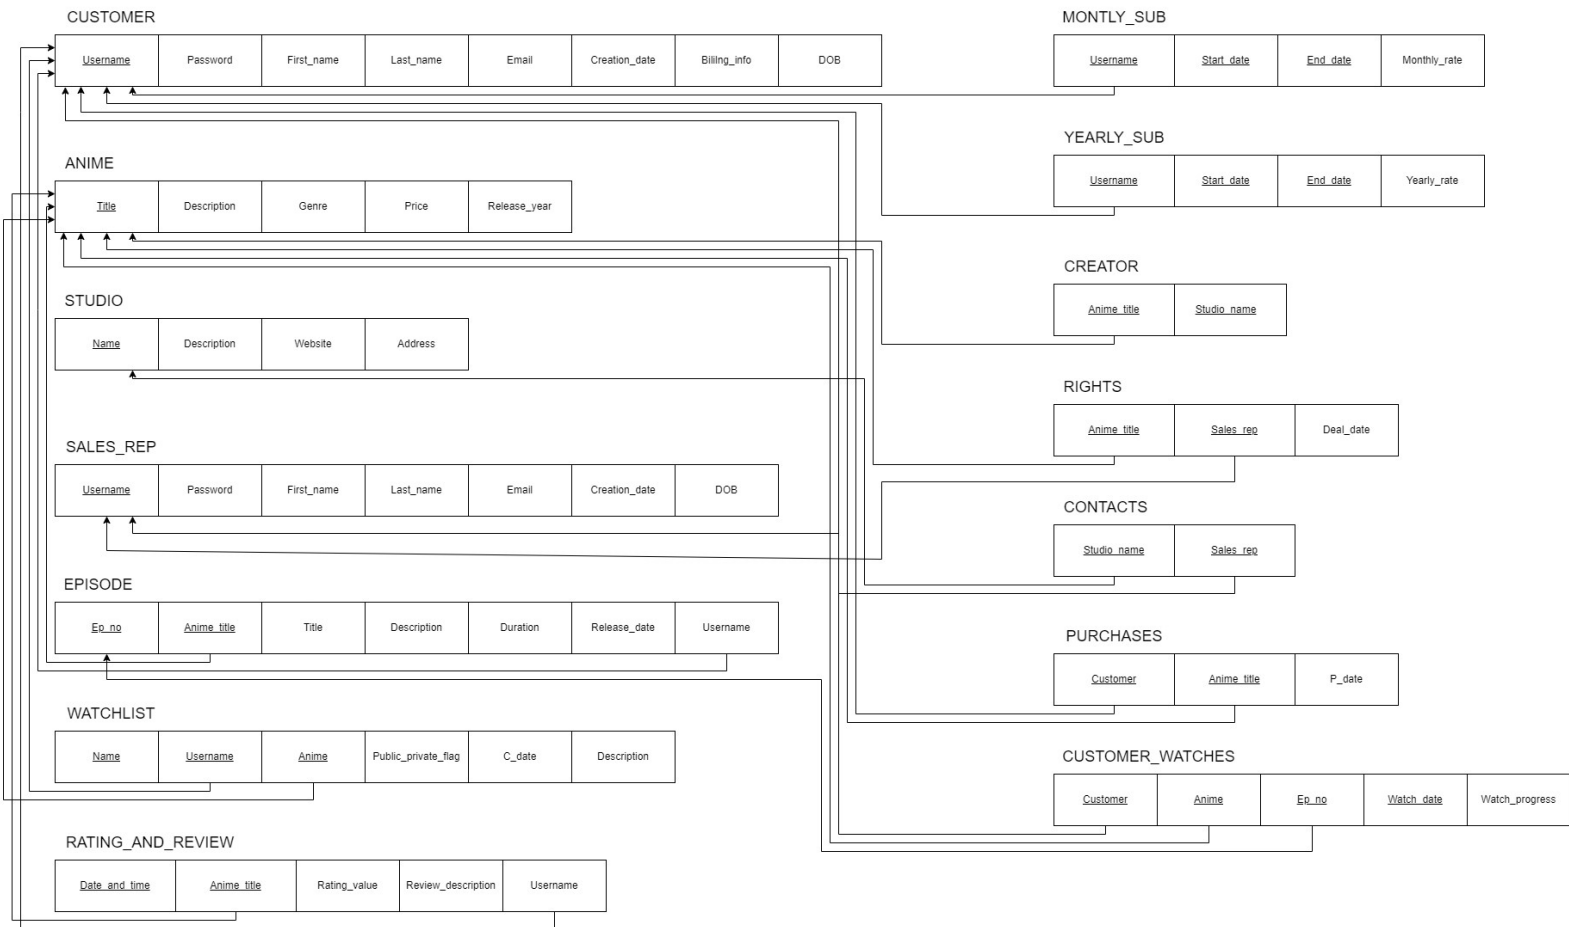 CUSTOMER
Username Password First_name Last_name Email Creation_date Bililng_info DOB
ANIME
Title Description Genre Price Release_year
STUDIO
Name Description Website Address
SALES_REP
Username Password First_name Last_name Email Creation_date DOB
EPISODE
Ep_no Anime_title Title Description Duration Release_date Username
WATCHLIST
Name Username Anime Public_private_flag C_date Description
RATING_AND_REVIEW
Date_and_time Anime_title Rating_value Review_description Username
MONTLY_SUB
Username Start_date End_date Monthly_rate
YEARLY_SUB
Username Start_date End_date Yearly_rate
CREATOR
Anime_title Studio_name
RIGHTS
Anime_title Sales_rep Deal_date
CONTACTS
Studio_name Sales_rep
PURCHASES
Customer Anime_title P_date
CUSTOMER_WATCHES
Customer Anime Ep_no Watch_date Watch_progress